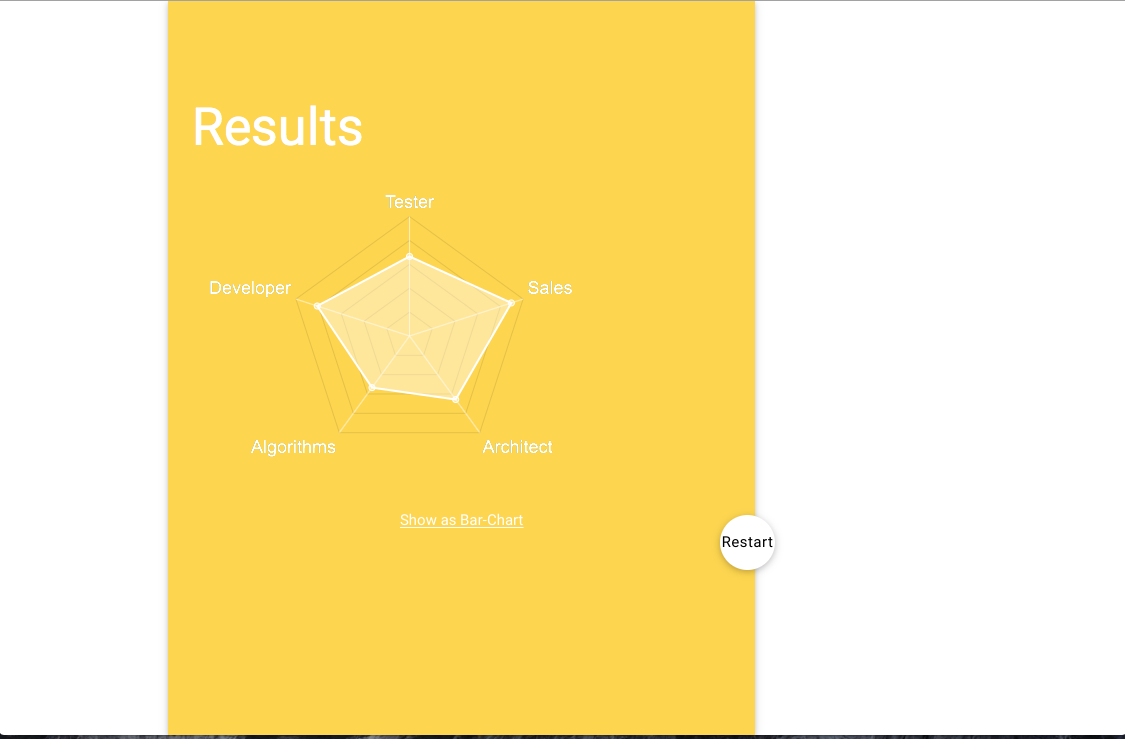 Results
Tester
Developer
Sales
Algorithms
Architect
Show as Bar-Chart
Restart